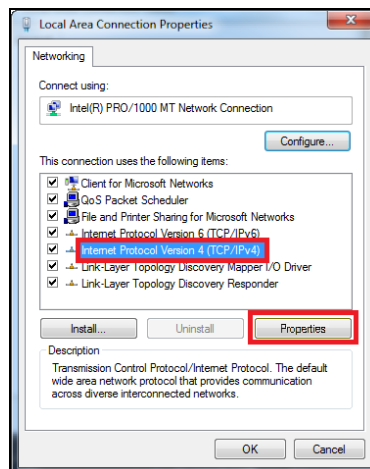 Local Area Connection Properties
Networking
Connect using:
Intel(R) PRO/1000 MT Network Connection
Configure...
This connection uses the following items:
Client for Microsoft Networks
QoS Packet Scheduler
File and Printer Sharing for Microsoft Networks
Internet Protocol Version 6 (TCP/IPv6)
Internet Protocol Version 4 (TCP/IPv4)
Link-Layer Topology Discovery Mapper I/O Driver
Link-Layer Topology Discovery Responder
Install... Uninstall Properties
Description
Transmission Control Protocol/Internet Protocol. The default
wide area network protocol that provides communication
across diverse interconnected networks.
OK Cancel